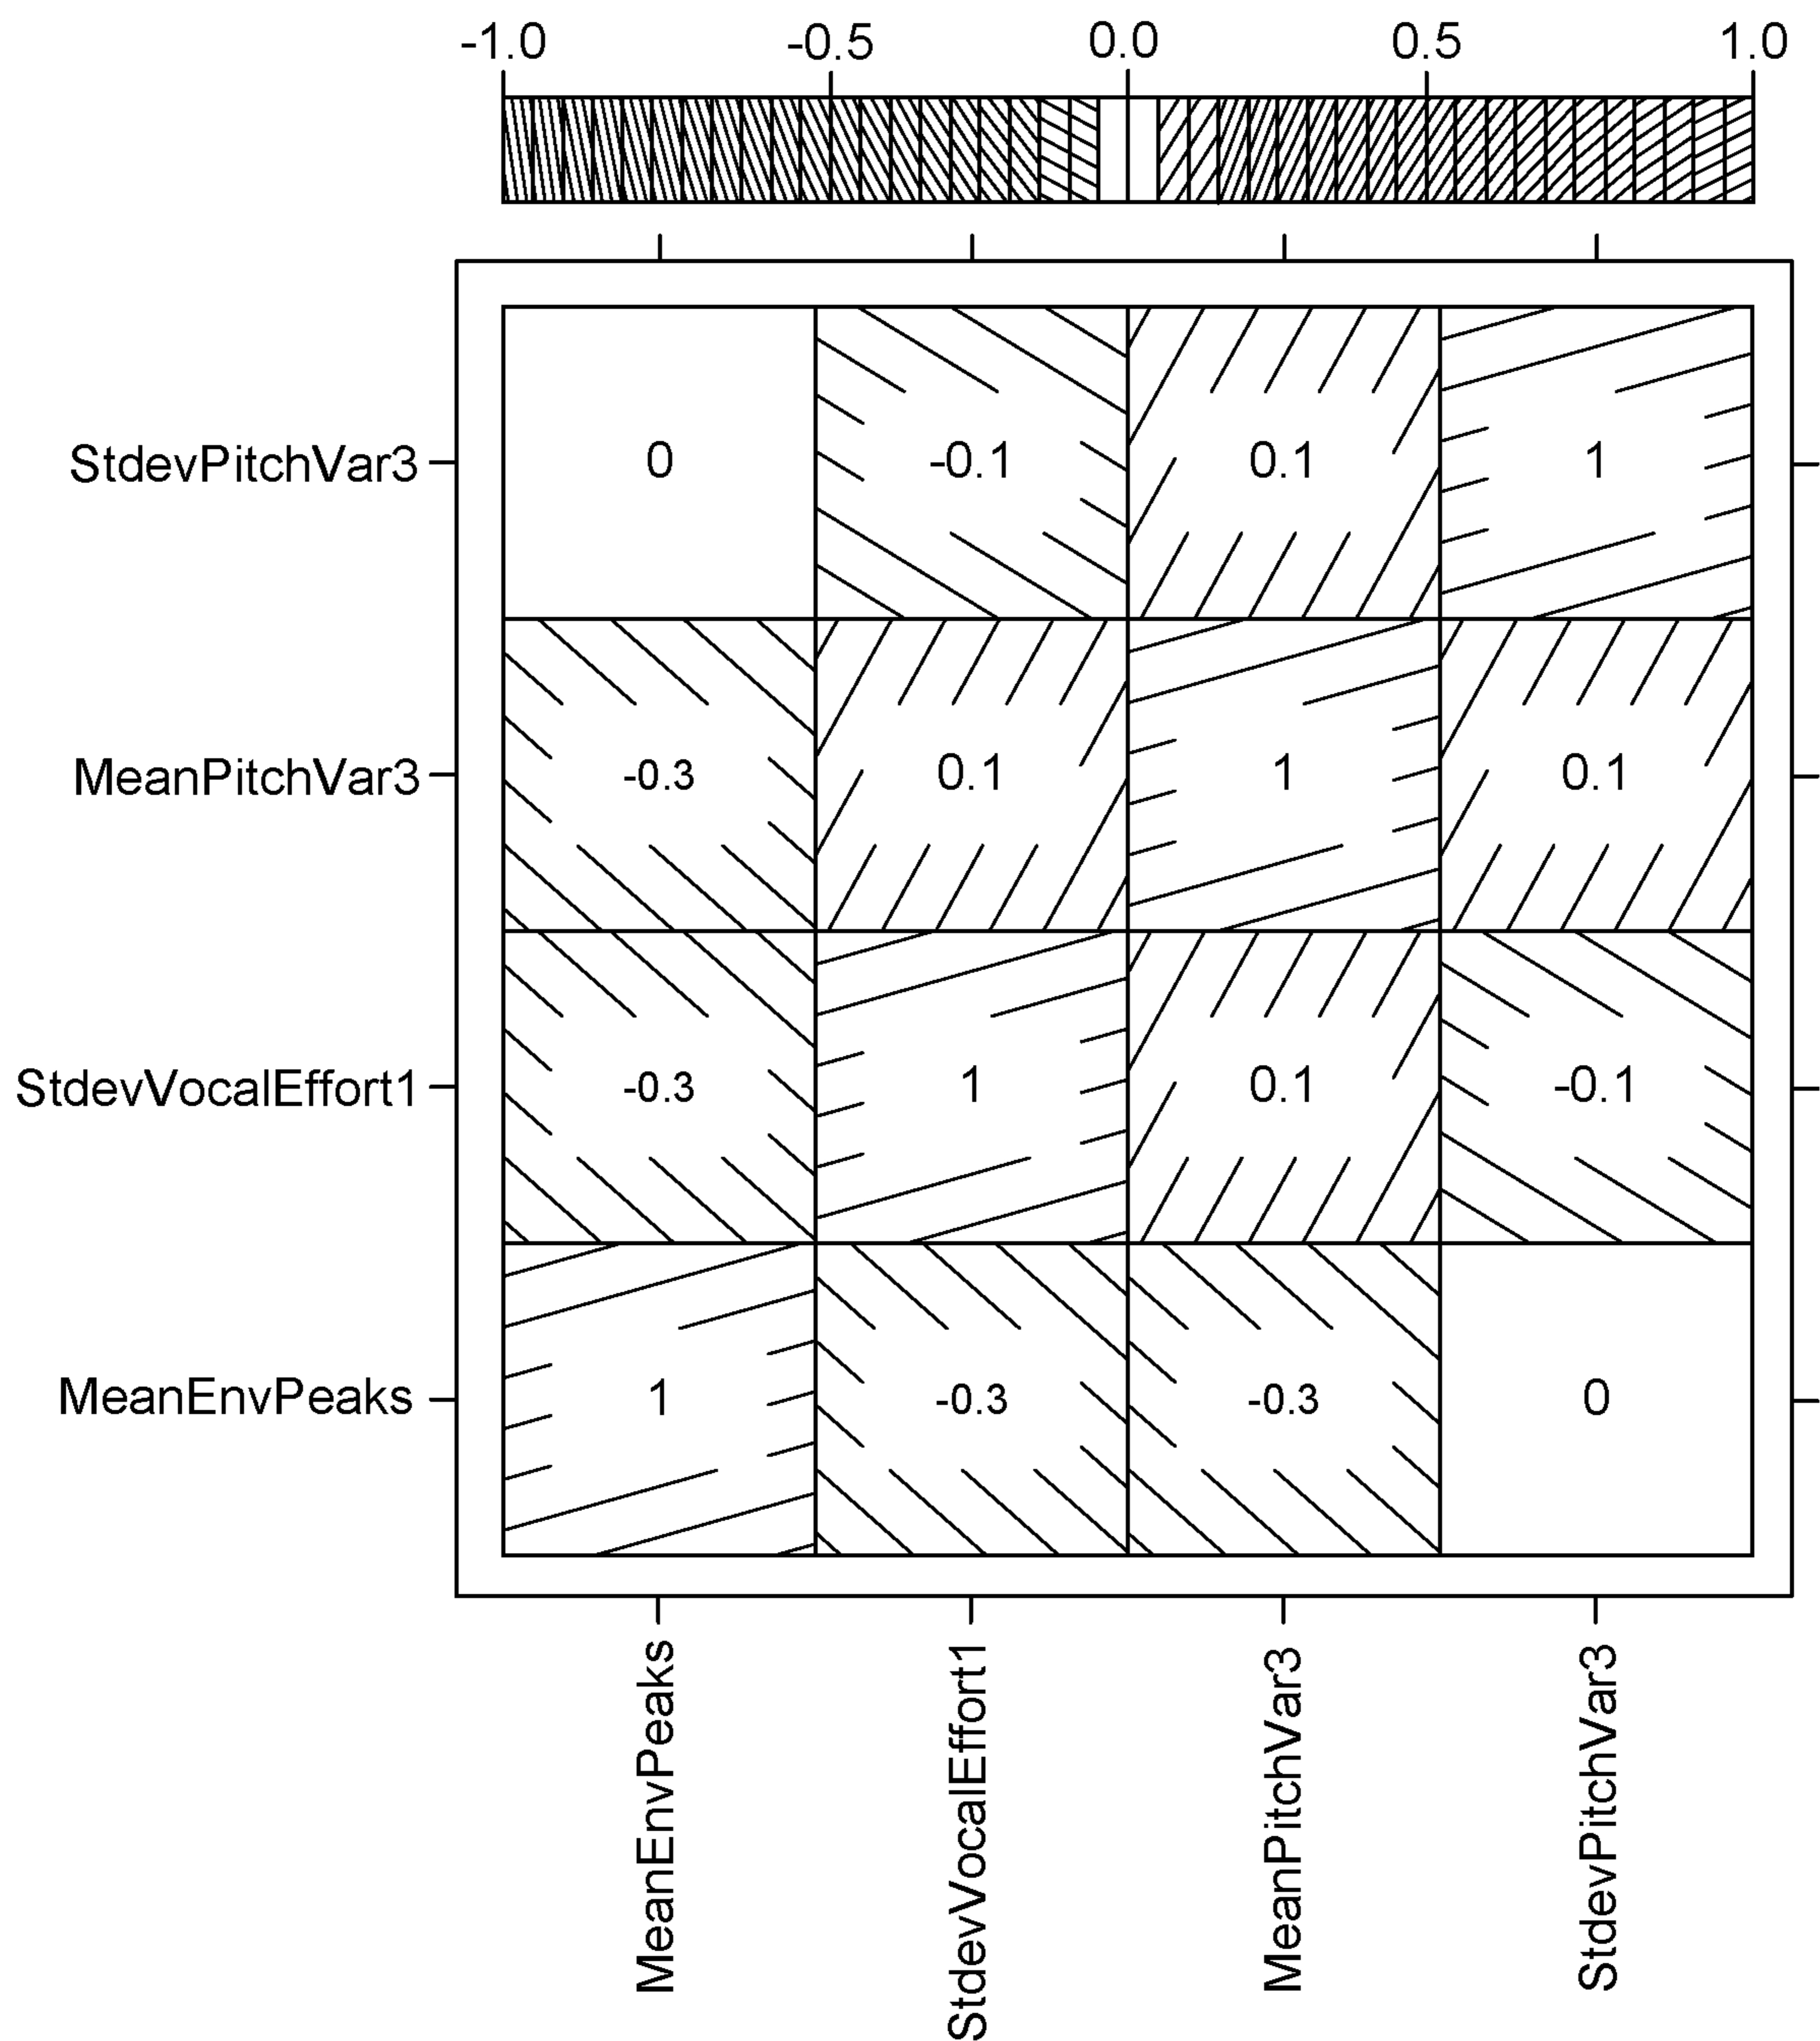 -1.0 -0.5 0.0 0.5 1.0
StdevPitchVar3 0 -0.1 0.1 1
MeanPitchVar3 -0.3 0.1 1 0.1
StdevVocalEffort1 -0.3 1 0.1 -0.1
MeanEnvPeaks 1 -0.3 -0.3 0
MeanEnvPeaks
StdevVocalEffort1
MeanPitchVar3
StdevPitchVar3